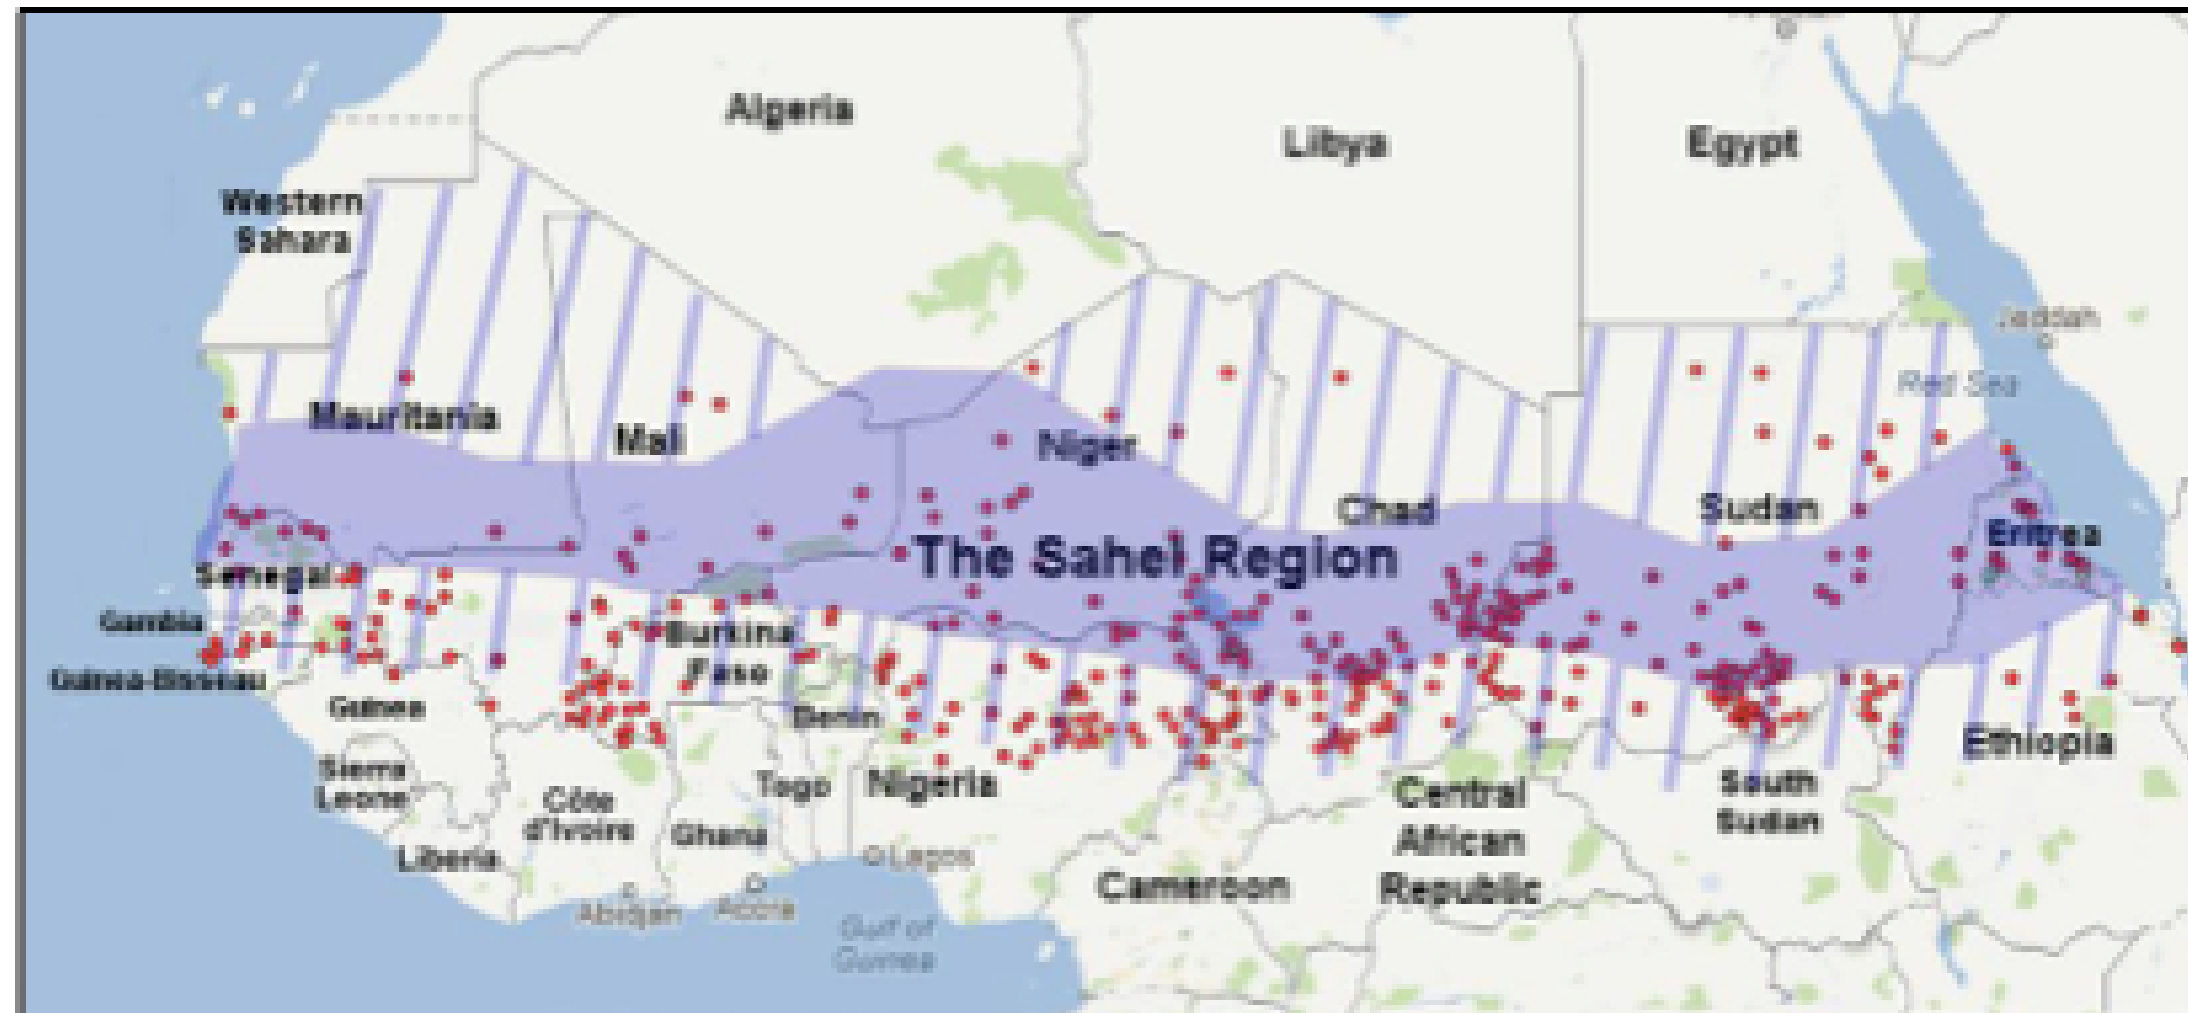 Algeria
Libya
Egypt
Western
Sahara
Jeddah
Red Sea
Mauritania
Mali
Niger
Chad
Sudan
Eritrea
The Sahel Region
Senegal
Gambia
Burkina
Faso
Guinea-Bissau
Guinea
Benin
Ethiopia
Sierra
Leone
Togo
Nigeria
Central
African
Republic
South
Sudan
Côte
d'Ivoire
Ghana
Liberia
Lagos
Cameroon
Abidjan
Accra
Gulf of
Guinea